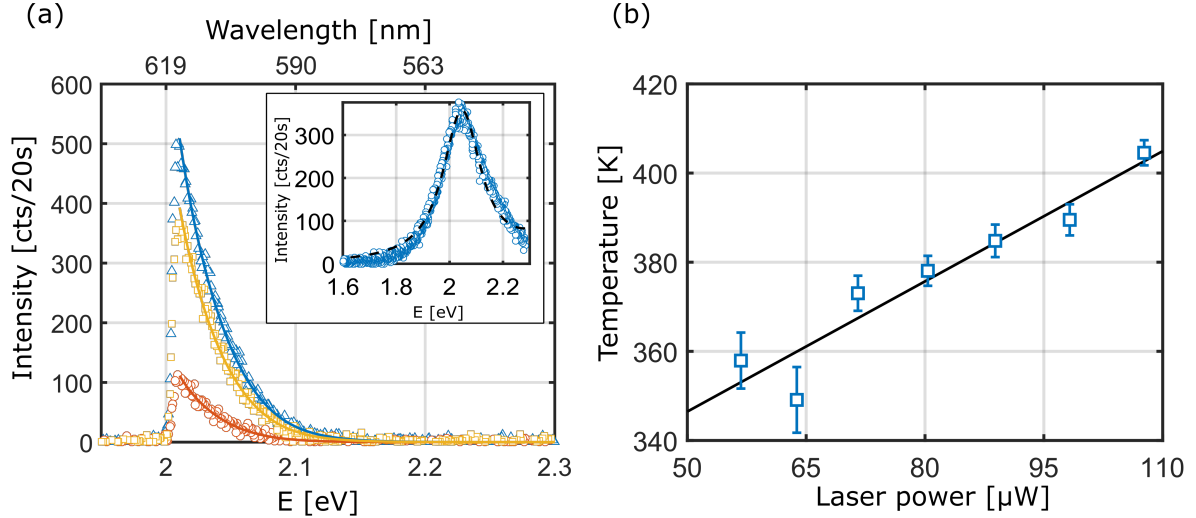 (a)
Wavelength [nm]
619 590 563
Intensity [cts/20s]
600
500
400
300
200
100
0
2 2.1 2.2 2.3
E [eV]
Intensity [cts/20s]
300
200
100
0
1.6 1.8 2 2.2
E [eV]
(b)
Temperature [K]
420
400
380
360
340
50 65 80 95 110
Laser power [μW]